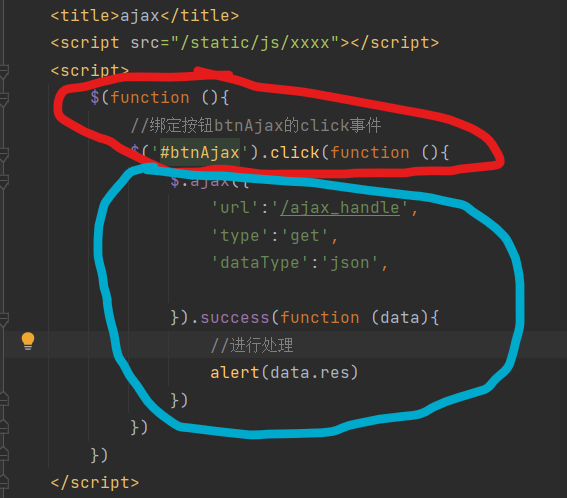 <title>ajax</title>
<script src="/static/js/xxxx"></script>
<script>
$(function (){
//绑定按钮btnAjax的click事件
$('#btnAjax').click(function (){
$.ajax({
'url':'/ajax_handle',
'type':'get',
'dataType':'json',
}).success(function (data){
//进行处理
alert(data.res)
})
})
})
</script>